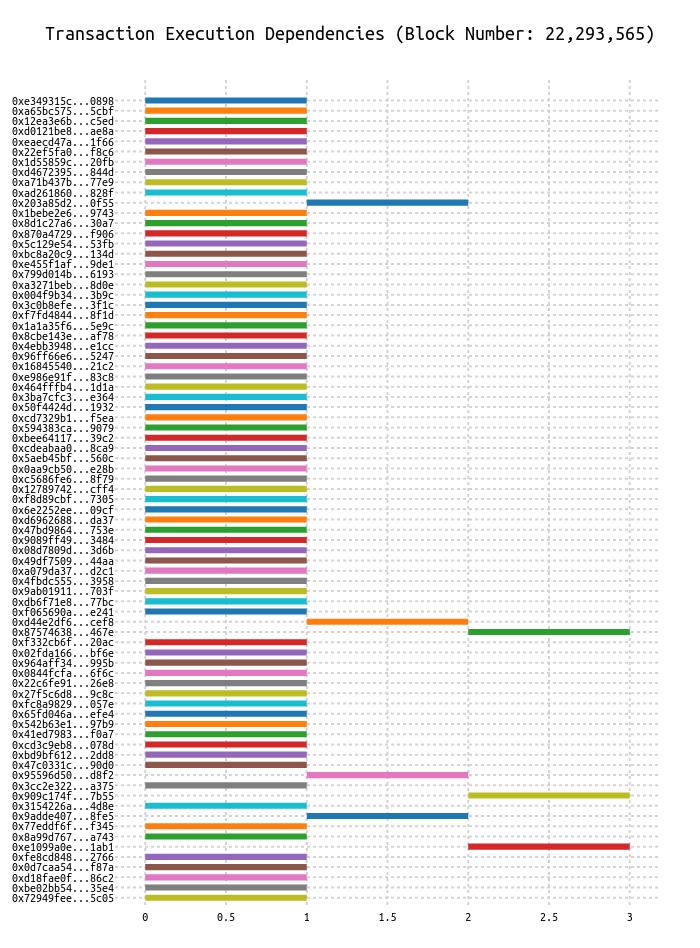 Transaction Execution Dependencies (Block Number: 22,293,565)
0xe349315c...0898
0xa65bc575...5cbf
0x12ea3e6b...c5ed
0xd0121be8...ae8a
0xeaecd47a...1f66
0x22ef5fa0...f8c6
0x1d55859c...20fb
0xd4672395...844d
0xa71b437b...77e9
0xad261860...828f
0x203a85d2...0f55
0x1bebe2e6...9743
0x8d1c27a6...30a7
0x870a4729...f906
0x5c129e54...53fb
0xbc8a20c9...134d
0xe455f1af...9de1
0x799d014b...6193
0xa3271beb...8d0e
0x004f9b34...3b9c
0x3c0b8efe...3f1c
0xf7fd4844...8f1d
0x1a1a35f6...5e9c
0x8cbe143e...af78
0x4ebb3948...e1cc
0x96ff66e6...5247
0x16845540...21c2
0xe986e91f...83c8
0x464fffb4...1d1a
0x3ba7cfc3...e364
0x50f4424d...1932
0xcd7329b1...f5ea
0x594383ca...9079
0xbee64117...39c2
0xcdeabaa0...8ca9
0x5aeb45bf...560c
0x0aa9cb50...e28b
0xc5686fe6...8f79
0x12789742...cff4
0xf8d89cbf...7305
0x6e2252ee...09cf
0xd6962688...da37
0x47bd9864...753e
0x9089ff49...3484
0x08d7809d...3d6b
0x49df7509...44aa
0xa079da37...d2c1
0x4fbdc555...3958
0x9ab01911...703f
0xdb6f71e8...77bc
0xf065690a...e241
0xd44e2df6...cef8
0x87574638...467e
0xf332cb6f...20ac
0x02fda166...bf6e
0x964aff34...995b
0x0844fcfa...6f6c
0x22c6fe91...26e8
0x27f5c6d8...9c8c
0xfc8a9829...057e
0x65fd046a...efe4
0x542b63e1...97b9
0x41ed7983...f0a7
0xcd3c9eb8...078d
0xbd9bf612...2dd8
0x47c0331c...90d0
0x95596d50...d8f2
0x3cc2e322...a375
0x909c174f...7b55
0x3154226a...4d8e
0x9adde407...8fe5
0x77eddf6f...f345
0x8a99d767...a743
0xe1099a0e...1ab1
0xfe8cd848...2766
0x0d7caa54...f87a
0xd18fae0f...86c2
0xbe02bb54...35e4
0x72949fee...5c05
0 0.5 1 1.5 2 2.5 3